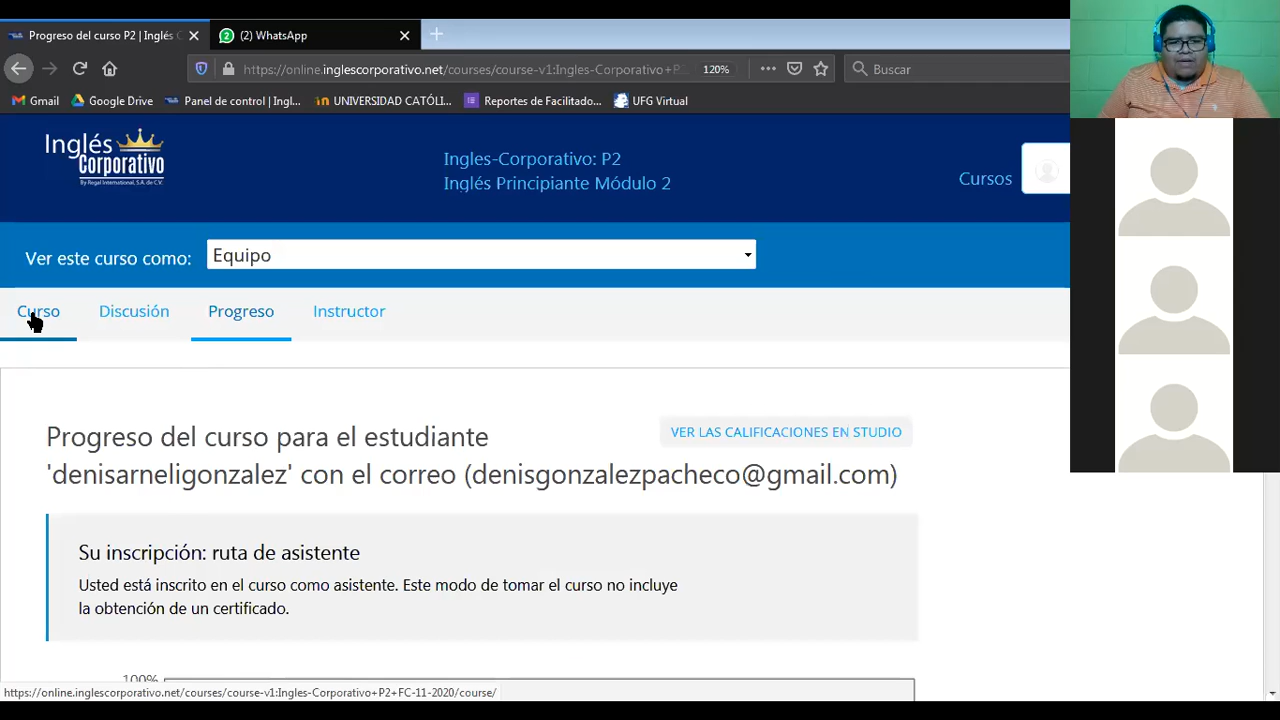 Progreso del curso P2 | Inglés C
(2) WhatsApp
https://online.inglescorporativo.net/courses/course-v1:Ingles-Corporativo+P2
120%
Buscar
Gmail
Google Drive
Panel de control | Ingl...
UNIVERSIDAD CATÓLI...
Reportes de Facilitado...
UFG Virtual
Inglés
Corporativo
By Regal International, S.A. de C.V.
Ingles-Corporativo: P2
Inglés Principiante Módulo 2
Cursos
Ver este curso como:
Equipo
Curso
Discusión
Progreso
Instructor
Progreso del curso para el estudiante
'denisarneligonzalez' con el correo (denisgonzalezpacheco@gmail.com)
VER LAS CALIFICACIONES EN STUDIO
Su inscripción: ruta de asistente
Usted está inscrito en el curso como asistente. Este modo de tomar el curso no incluye
la obtención de un certificado.
100%
https://online.inglescorporativo.net/courses/course-v1:Ingles-Corporativo+P2+FC-11-2020/course/